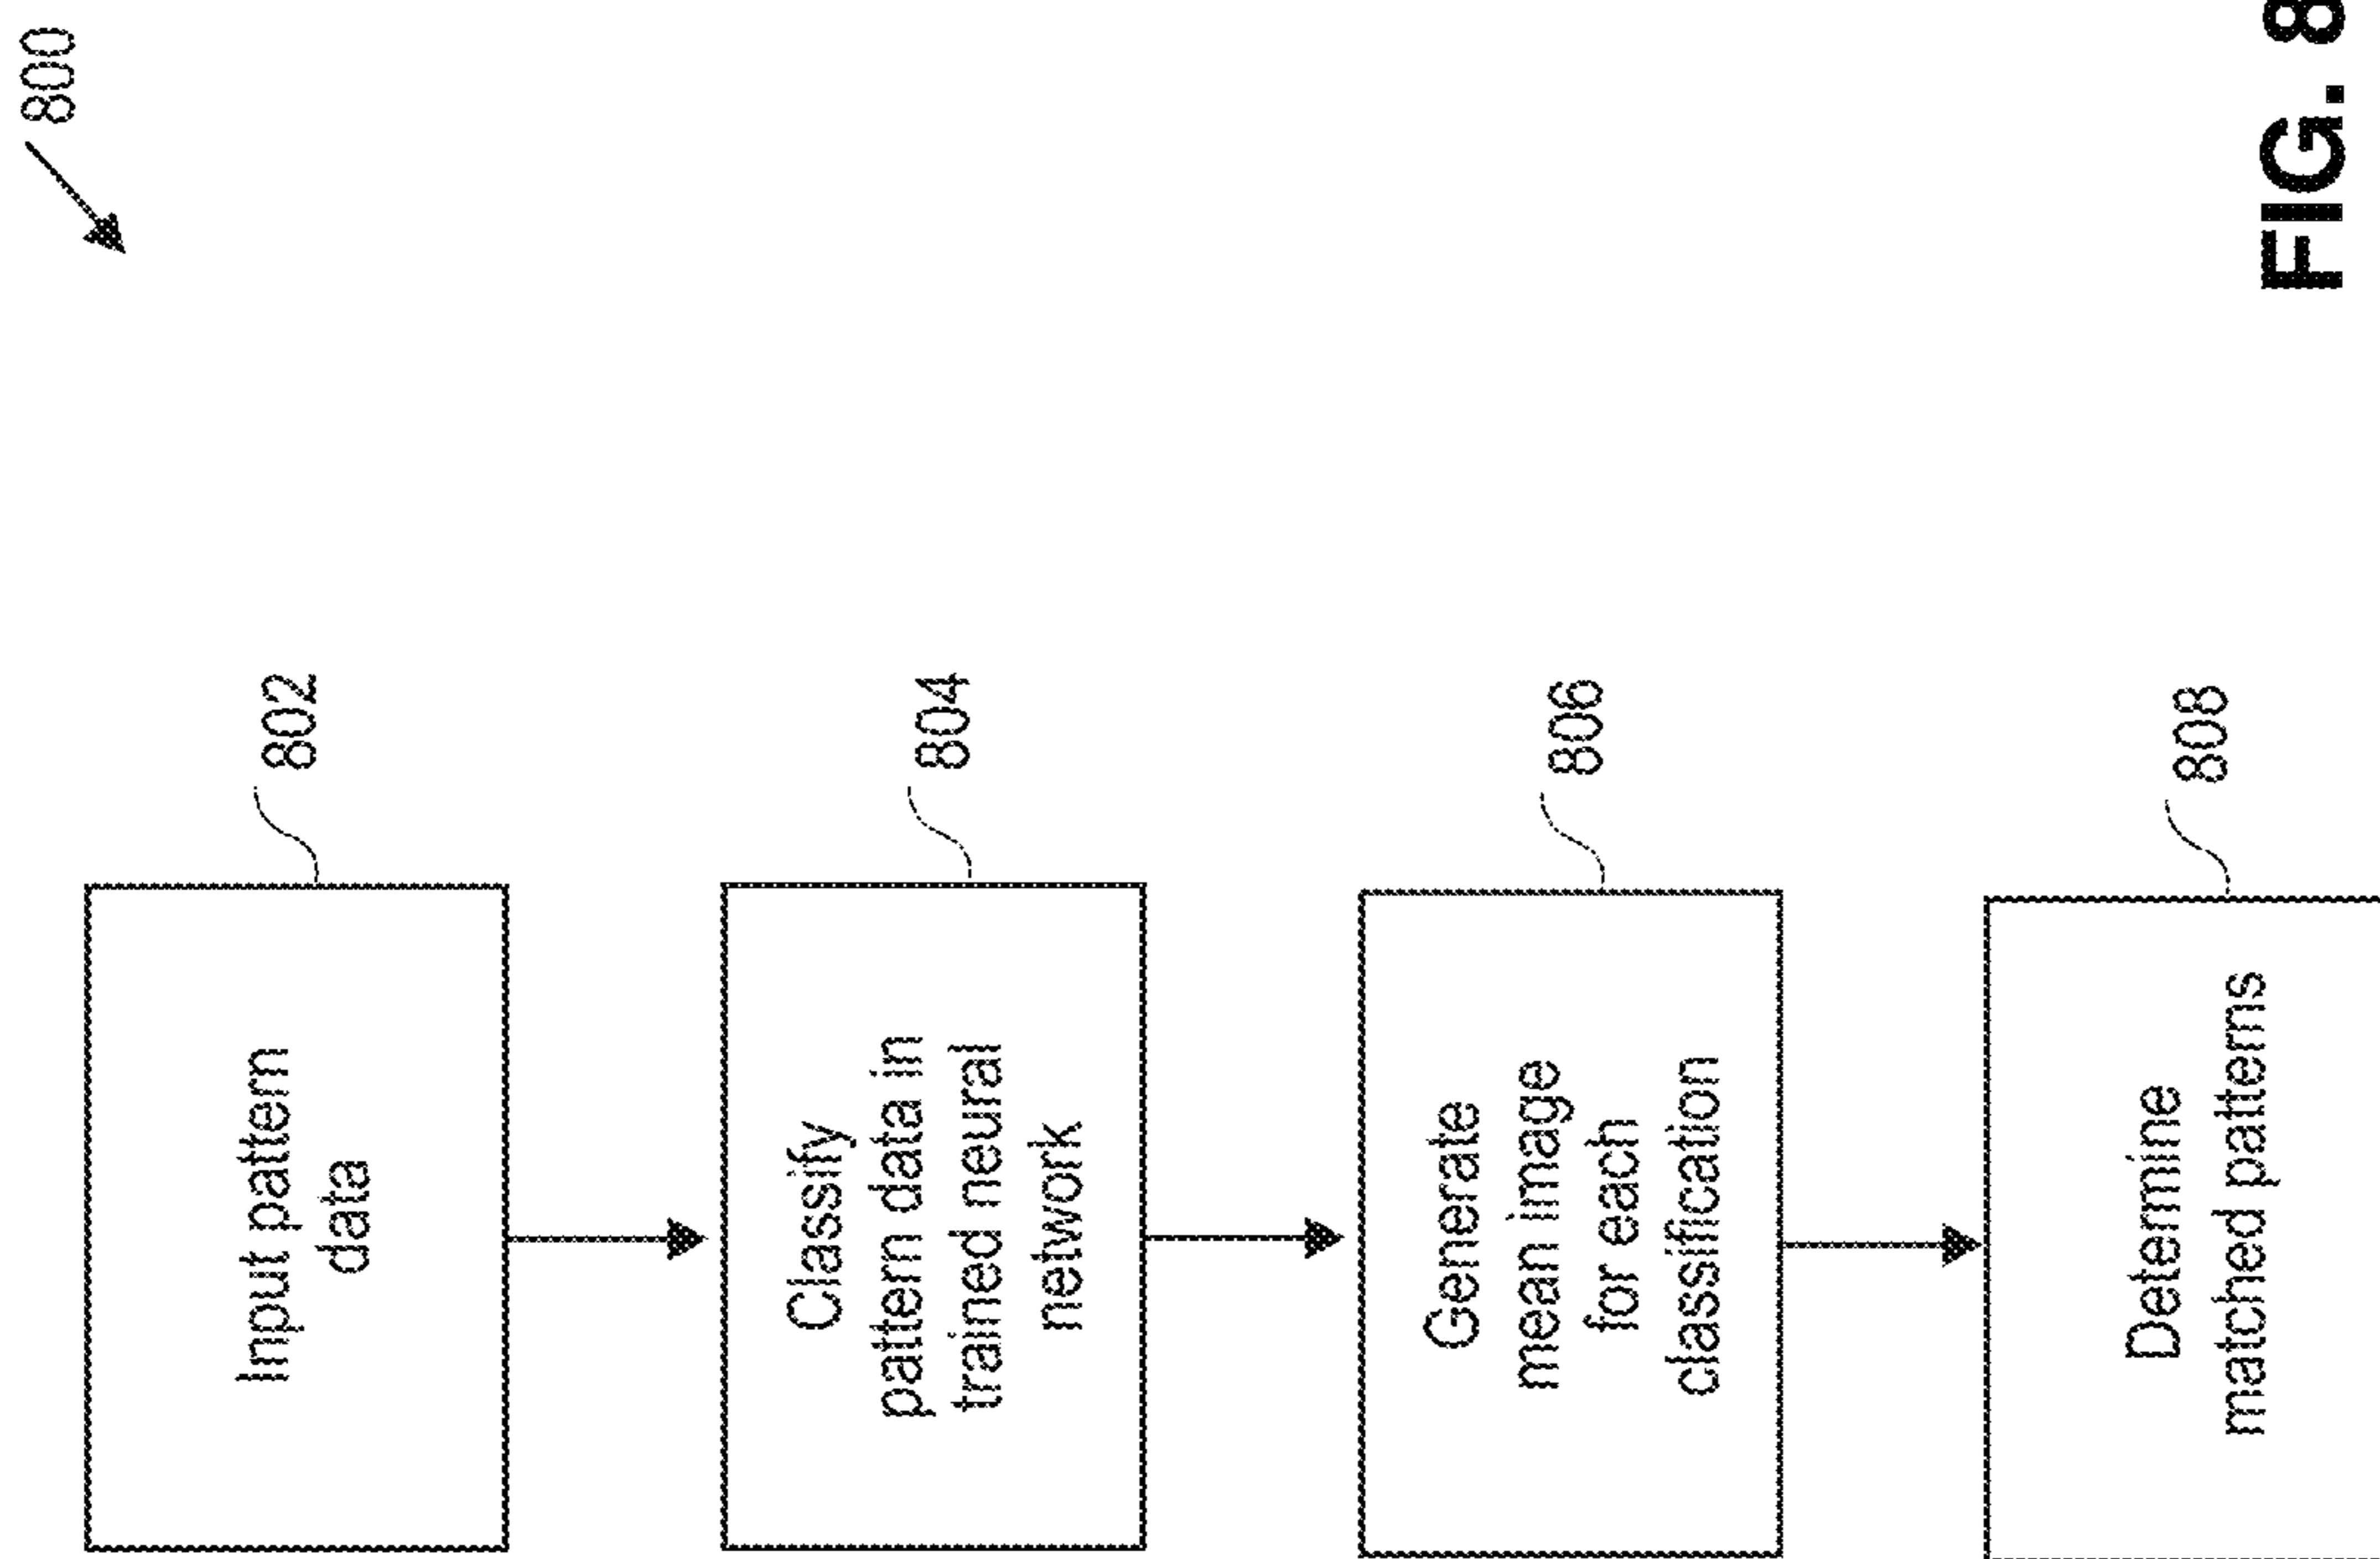 800
Input pattern
data
802
Classify
pattern data in
trained neural
network
804
Generate
mean image
for each
classification
806
Determine
matched patterns
808
FIG. 8